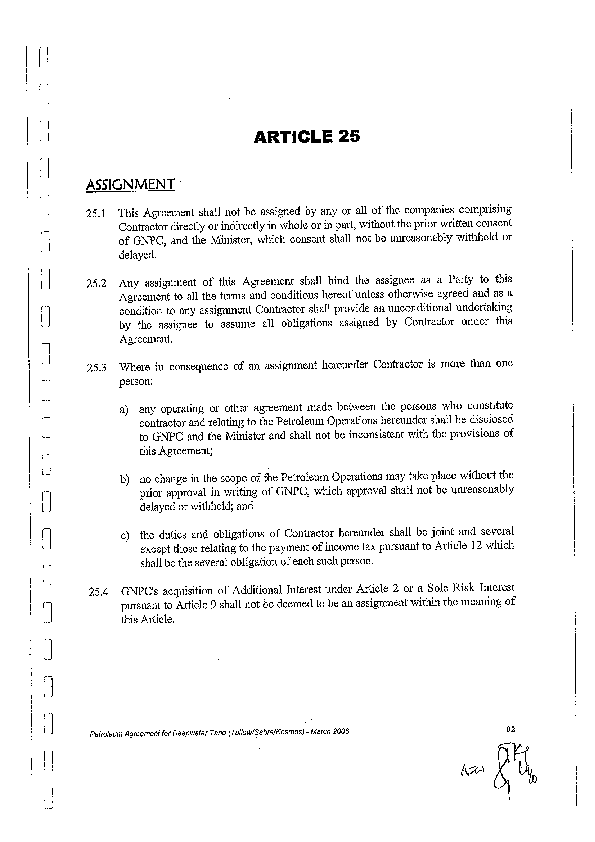 ARTICLE 25
ASSIGNMENT
25.1 This Agreement shall not be assigned by any or all of the companies comprising
Contractor directly or indirectly in whole or in part, without the prior written consent
of GNPC, and the Minister, which consent shall not be unreasonably withheld or
delayed.
25.2 Any assignment of this Agreement shall bind the assignee as a Party to this
Agreement to all the terms and conditions hereof unless otherwise agreed and as a
condition to any assignment Contractor shall provide an unconditional undertaking
by the assignee to assume all obligations assigned by Contractor under this
Agreement.
25.3 Where in consequence of an assignment hereunder Contractor is more than one
person:
a) any operating or other agreement made between the persons who constitute
contractor and relating to the Petroleum Operations hereunder shall be disclosed
to GNPC and the Minister and shall not be inconsistent with the provisions of
this Agreement;
b) no change in the scope of the Petroleum Operations may take place without the
prior approval in writing of GNPC, which approval shall not be unreasonably
delayed or withheld; and
c) the duties and obligations of Contractor hereunder shall be joint and several
except those relating to the payment of income tax pursuant to Article 12 which
shall be the several obligation of each such person.
25.4 GNPC's acquisition of Additional Interest under Article 2 or a Sole Risk Interest
pursuant to Article 9 shall not be deemed to be an assignment within the meaning of
this Article.
Petroleum Agreement for Deepwater Tano (Tullow/Sabre/Kosmos) - March 2006